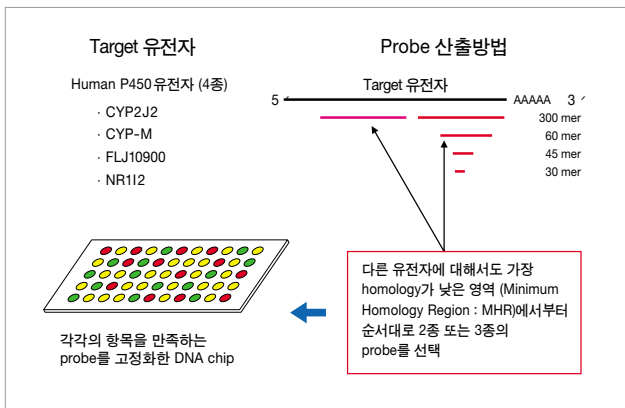 Target 유전자
Human P450 유전자 (4종)
· CYP2J2
· CYP-M
· FLJ10900
· NR1I2
Probe 산출방법
Target 유전자
5 ′ AAAAA 3 ′
300 mer
60 mer
45 mer
30 mer
다른 유전자에 대해서도 가장
homology가 낮은 영역 (Minimum
Homology Region : MHR)에서부터
순서대로 2종 또는 3종의
probe를 선택
각각의 항목을 만족하는
probe를 고정화한 DNA chip